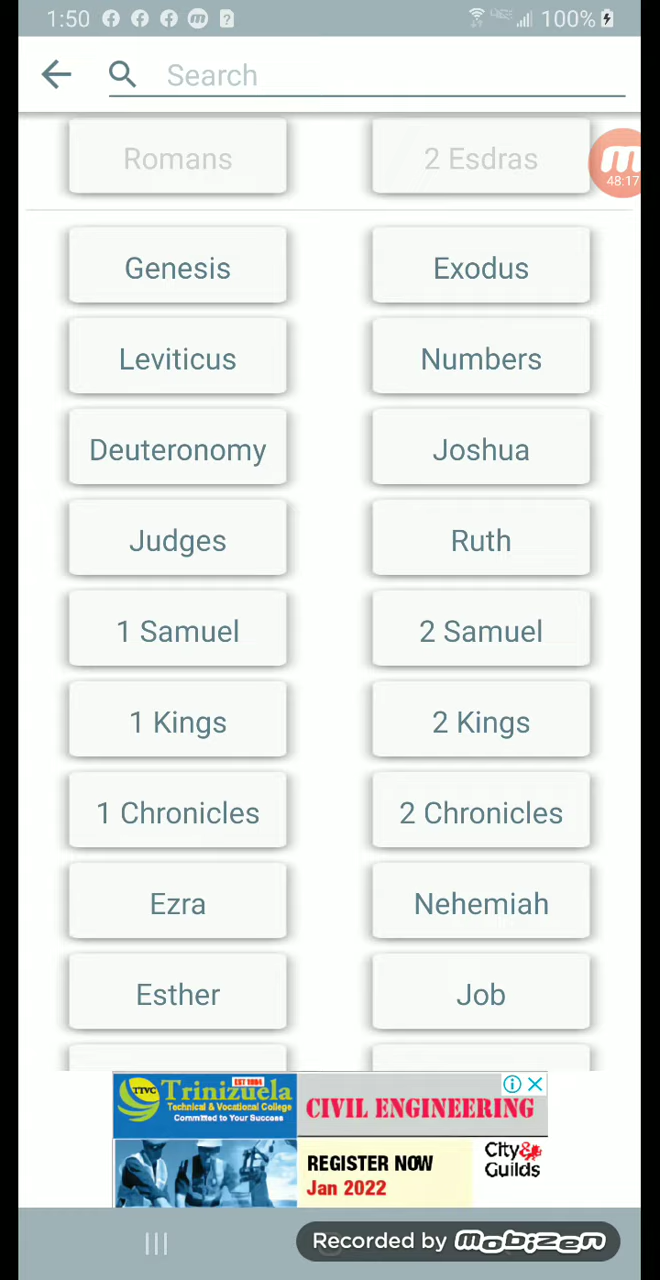 1:50
100%
Search
Romans
2 Esdras
48:17
Genesis
Exodus
Leviticus
Numbers
Deuteronomy
Joshua
Judges
Ruth
1 Samuel
2 Samuel
1 Kings
2 Kings
1 Chronicles
2 Chronicles
Ezra
Nehemiah
Esther
Job
TTVC
EST 1984
Trinizuela
Technical & Vocational College
Committed to Your Success
CIVIL ENGINEERING
REGISTER NOW
Jan 2022
City&
Guilds
Recorded by mobizen